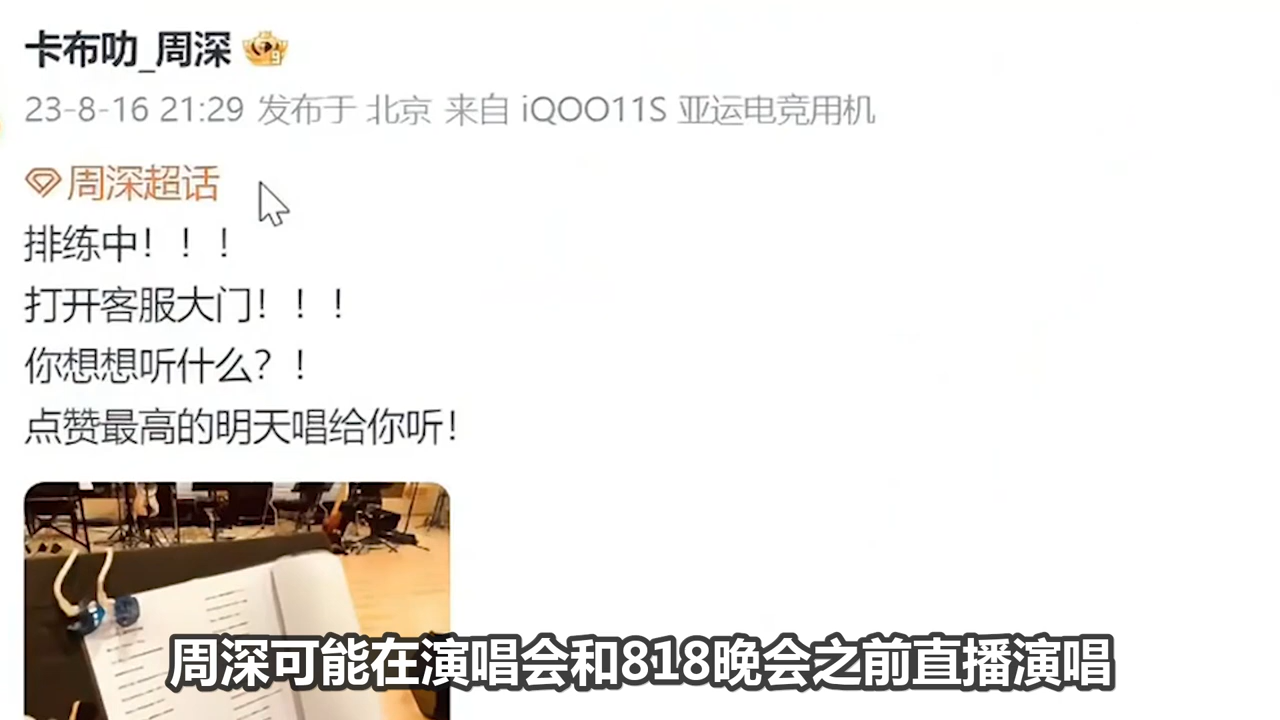 卡布叻_周深
23-8-16 21:29 发布于 北京 来自 iQOO11S 亚运电竞用机
周深超话
排练中！！！
打开客服大门！！！
你想想听什么？！
点赞最高的明天唱给你听！
周深可能在演唱会和818晚会之前直播演唱